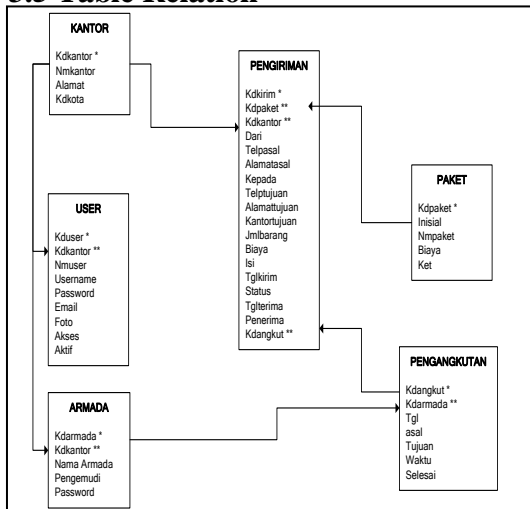 3.3 Table Relation
KANTOR
Kdkantor *
Nmkantor
Alamat
Kdkota
PENGIRIMAN
Kdkirim *
Kdpaket **
Kdkantor **
Dari
Telpasal
Alamatasal
Kepada
Telptujuan
Alamattujuan
Kantortujuan
Jmlbarang
Biaya
Isi
Tglkirim
Status
Tglterima
Penerima
Kdangkut **
PAKET
Kdpaket *
Inisial
Nmpaket
Biaya
Ket
USER
Kduser *
Kdkantor **
Nmuser
Username
Password
Email
Foto
Akses
Aktif
ARMADA
Kdarmada *
Kdkantor **
Nama Armada
Pengemudi
Password
PENGANGKUTAN
Kdangkut *
Kdarmada **
Tgl
asal
Tujuan
Waktu
Selesai